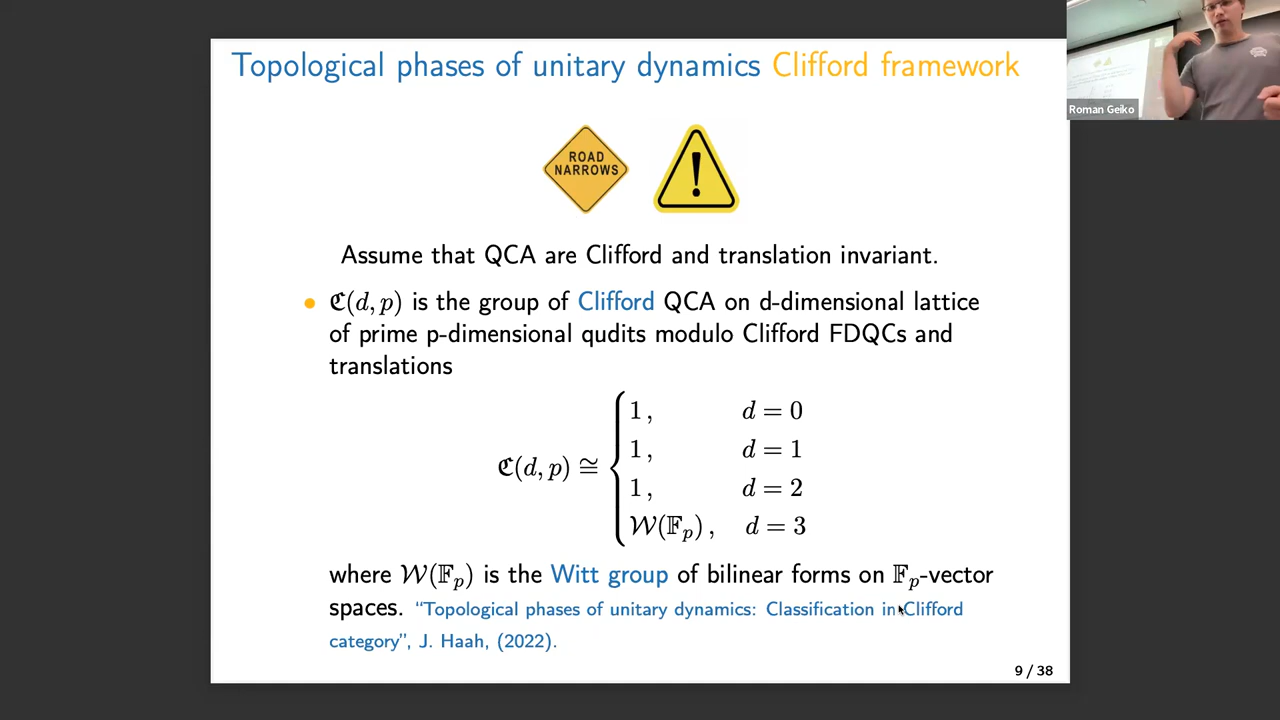 Topological phases of unitary dynamics Clifford framework
ROAD
NARROWS
!
Assume that QCA are Clifford and translation invariant.
• ℭ(d, p) is the group of Clifford QCA on d-dimensional lattice
of prime p-dimensional qudits modulo Clifford FDQCs and
translations
ℭ(d, p) ≅ {
1, d = 0
1, d = 1
1, d = 2
𝒲(𝔽ₚ), d = 3
where 𝒲(𝔽ₚ) is the Witt group of bilinear forms on 𝔽ₚ-vector
spaces. “Topological phases of unitary dynamics: Classification in Clifford
category”, J. Haah, (2022).
9 / 38
Roman Geiko